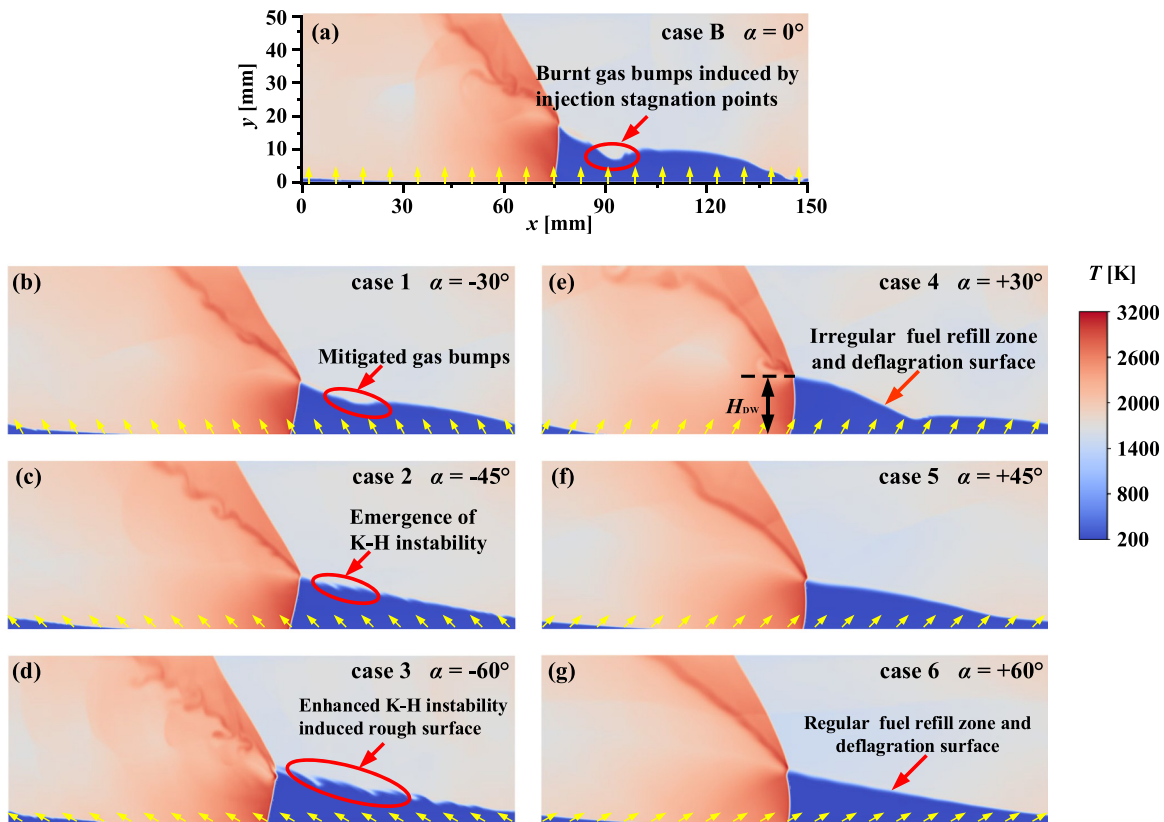 (a) case B α = 0°
Burnt gas bumps induced by
injection stagnation points
y [mm]
50
40
30
20
10
0
0 30 60 90 120 150
x [mm]
(b) case 1 α = -30°
Mitigated gas bumps
(e) case 4 α = +30°
Irregular fuel refill zone
and deflagration surface
H_DW
T [K]
3200
2600
2000
1400
800
200
(c) case 2 α = -45°
Emergence of
K-H instability
(f) case 5 α = +45°
(d) case 3 α = -60°
Enhanced K-H instability
induced rough surface
(g) case 6 α = +60°
Regular fuel refill zone and
deflagration surface